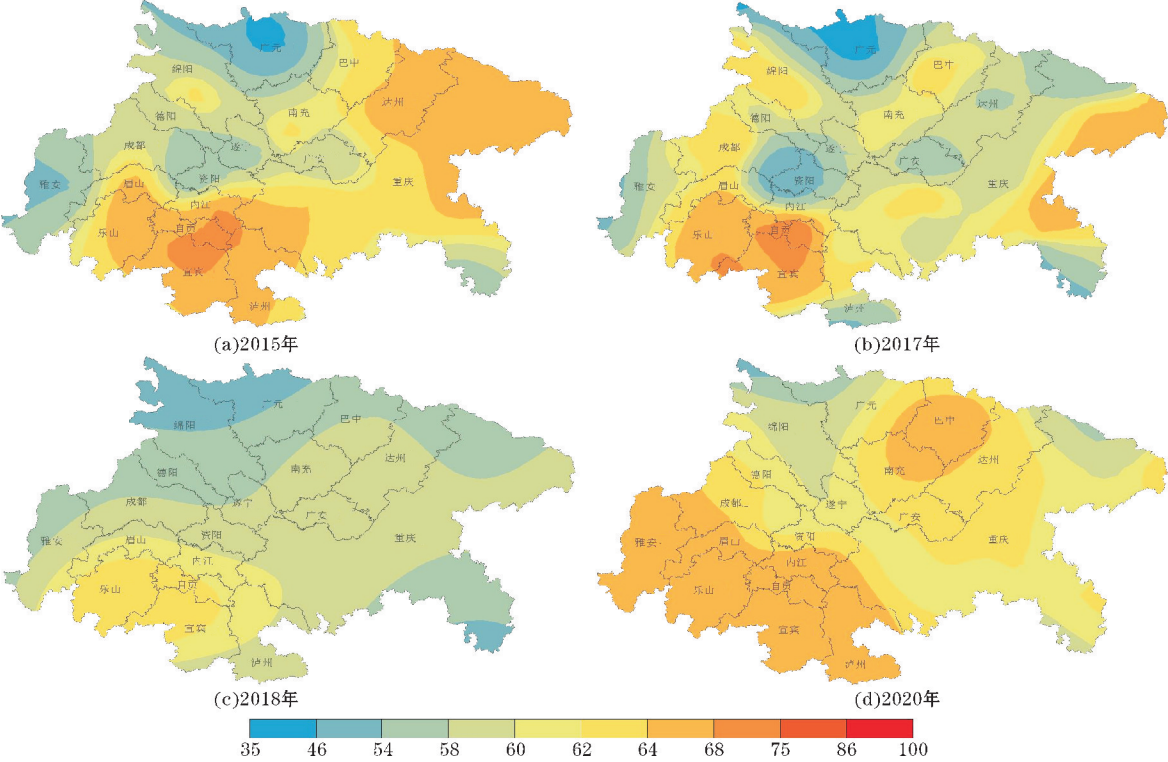 广元
巴中
绵阳
达州
德阳
南充
成都
遂宁
广安
雅安
眉山
资阳
重庆
内江
乐山
自贡
宜宾
泸州
(a)2015年
广元
巴中
绵阳
达州
德阳
南充
成都
遂宁
广安
雅安
眉山
资阳
重庆
内江
乐山
自贡
宜宾
泸州
(b)2017年
广元
巴中
绵阳
达州
德阳
南充
成都
遂宁
广安
雅安
眉山
资阳
重庆
内江
乐山
自贡
宜宾
泸州
(c)2018年
广元
巴中
绵阳
达州
德阳
南充
成都
遂宁
广安
雅安
眉山
资阳
重庆
内江
乐山
自贡
宜宾
泸州
(d)2020年
35 46 54 58 60 62 64 68 75 86 100